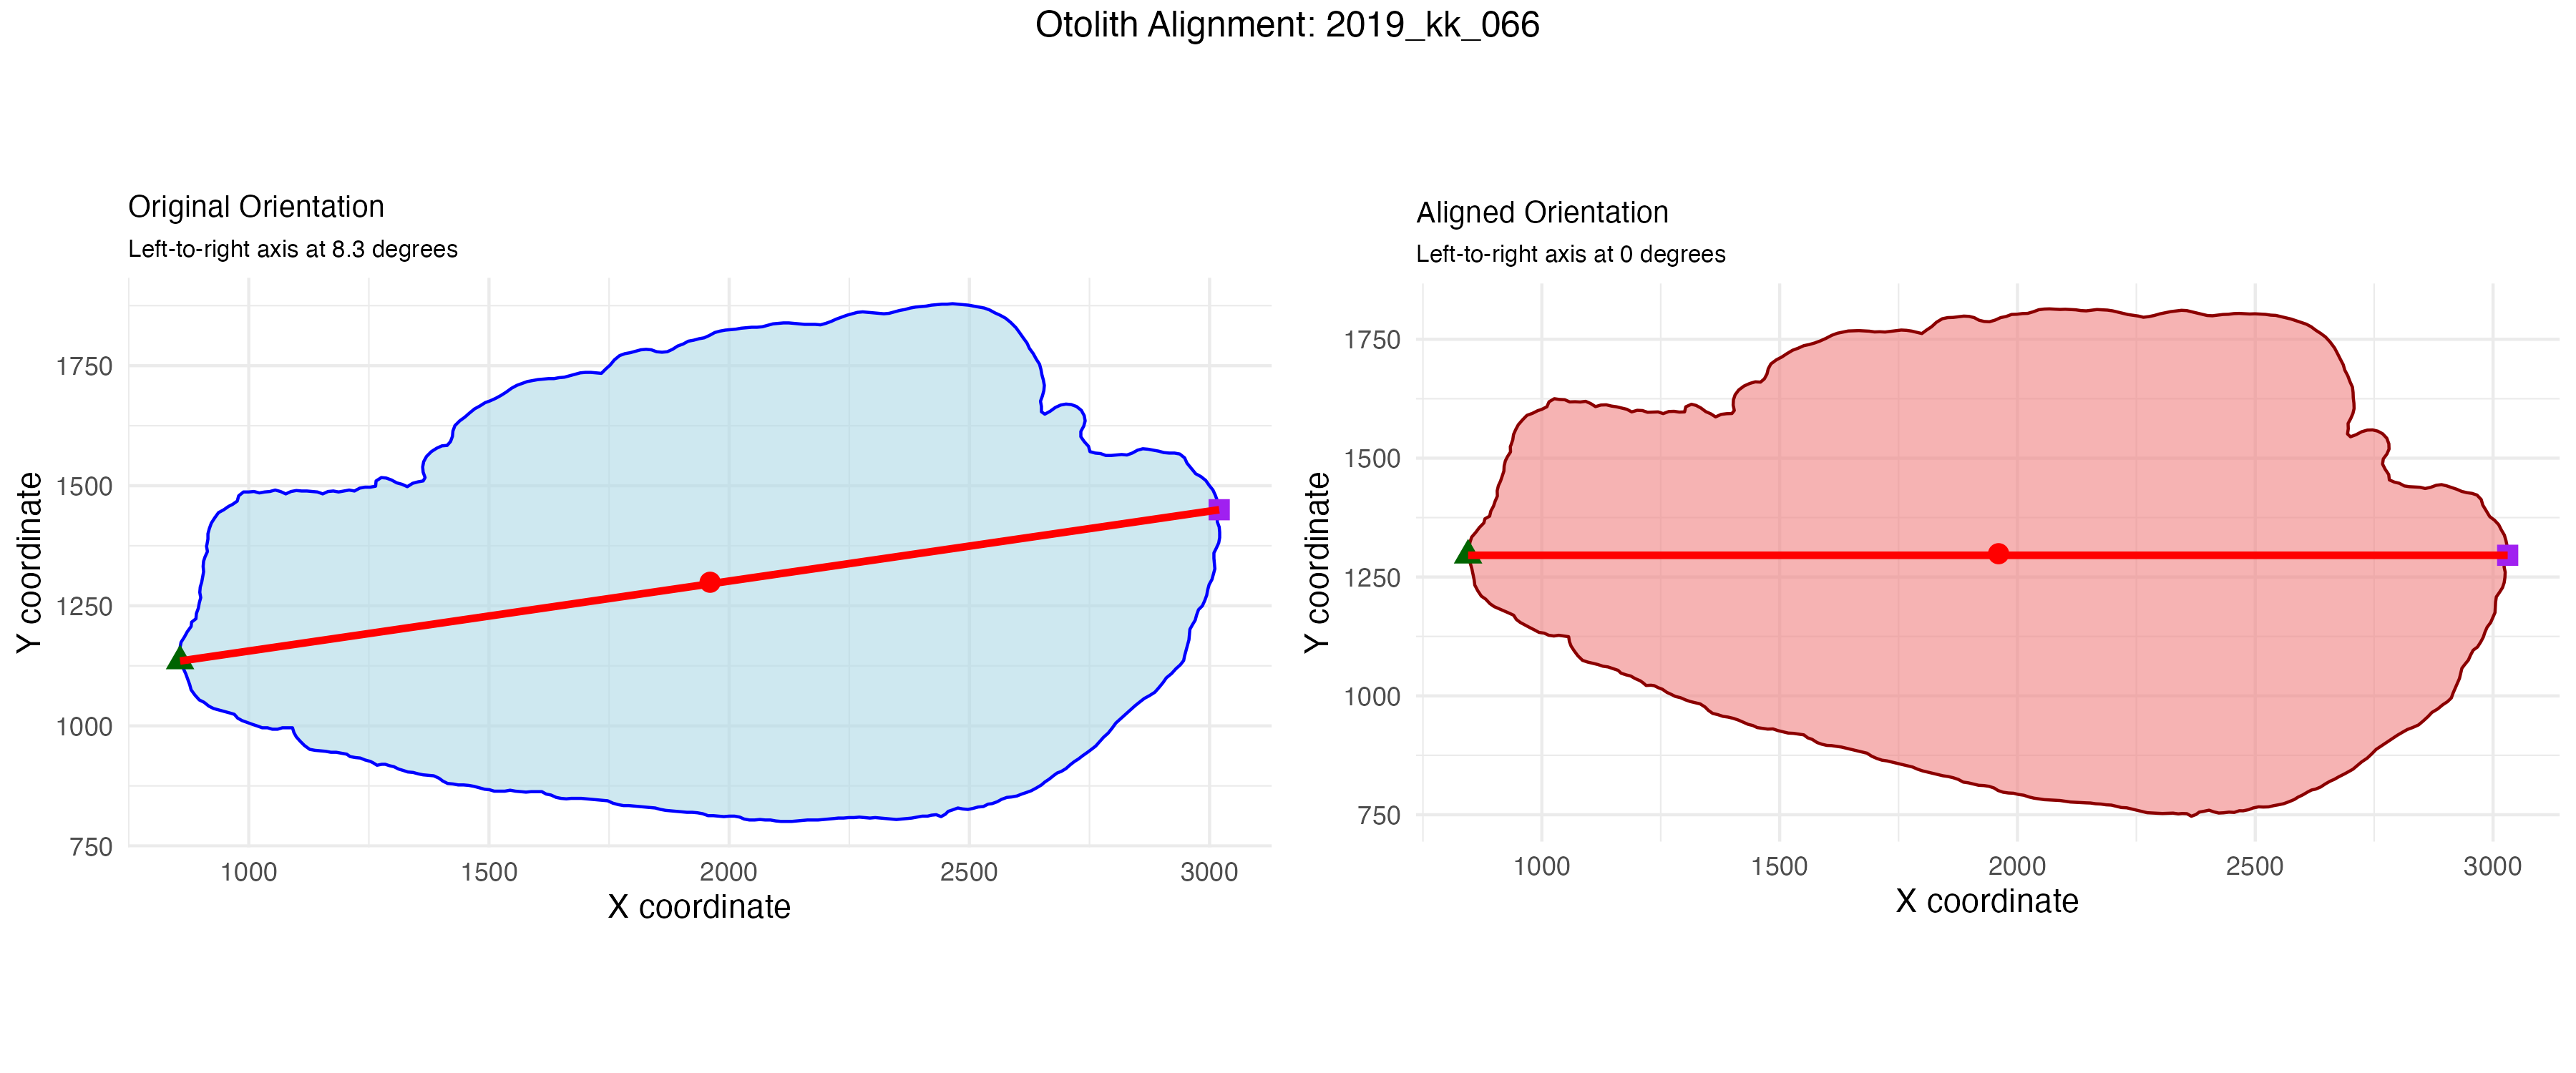 Otolith Alignment: 2019_kk_066
Original Orientation
Left-to-right axis at 8.3 degrees
Y coordinate
1750
1500
1250
1000
750
1000 1500 2000 2500 3000
X coordinate
Aligned Orientation
Left-to-right axis at 0 degrees
Y coordinate
1750
1500
1250
1000
750
1000 1500 2000 2500 3000
X coordinate